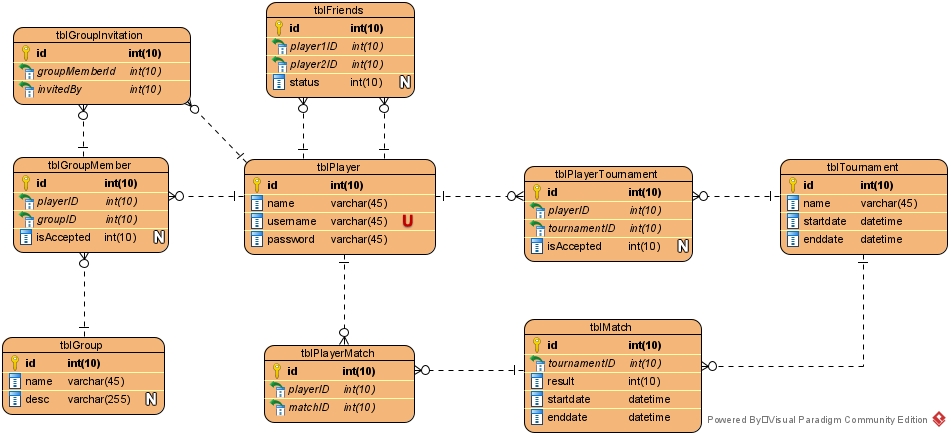 tblFriends
id int(10)
player1ID int(10)
player2ID int(10)
status int(10) N
tblGroupInvitation
id int(10)
groupMemberId int(10)
invitedBy int(10)
tblGroupMember
id int(10)
playerID int(10)
groupID int(10)
isAccepted int(10) N
tblPlayer
id int(10)
name varchar(45)
username varchar(45) U
password varchar(45)
tblPlayerTournament
id int(10)
playerID int(10)
tournamentID int(10)
isAccepted int(10) N
tblTournament
id int(10)
name varchar(45)
startdate datetime
enddate datetime
tblGroup
id int(10)
name varchar(45)
desc varchar(255) N
tblPlayerMatch
id int(10)
playerID int(10)
matchID int(10)
tblMatch
id int(10)
tournamentID int(10)
result int(10)
startdate datetime
enddate datetime
Powered By Visual Paradigm Community Edition